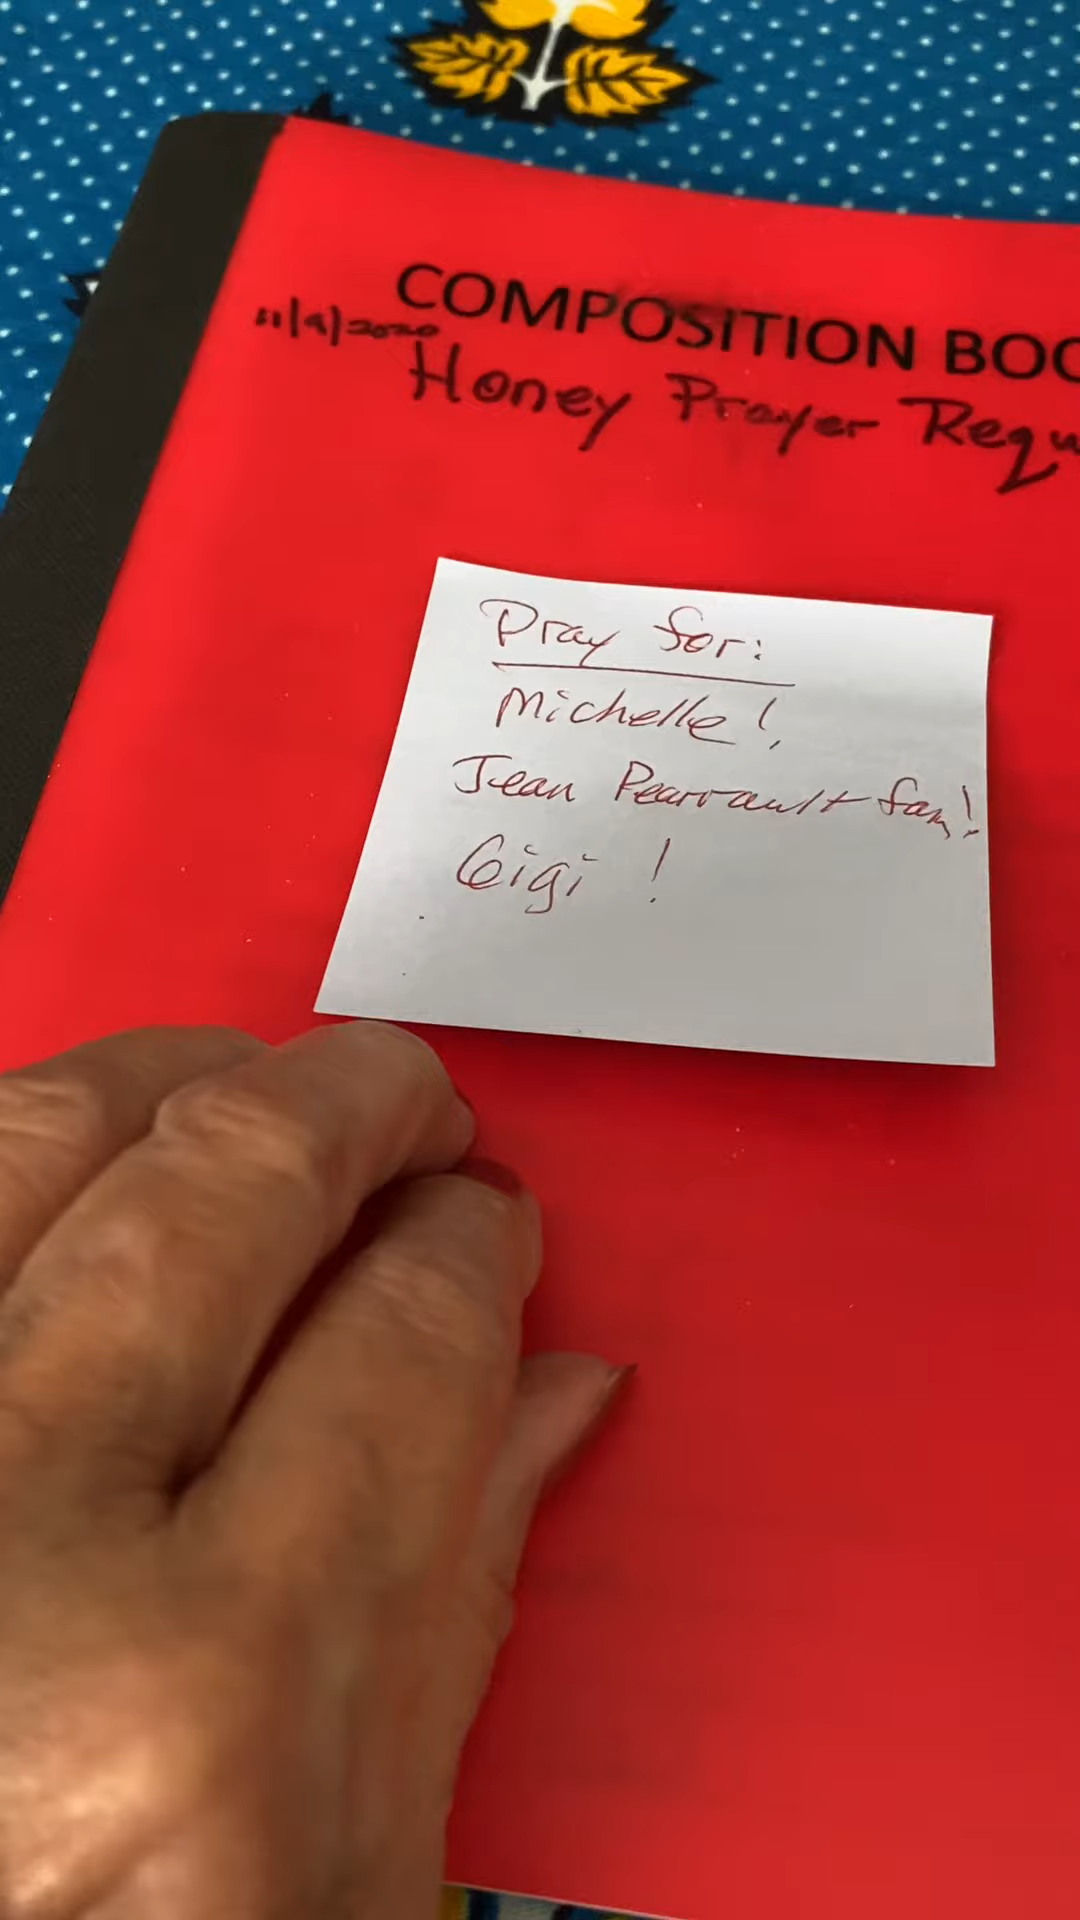 COMPOSITION BOO
11/9/2020
Honey Prayer Requ
Pray for:
Michelle!,
Jean Pearrault fam!
Gigi !